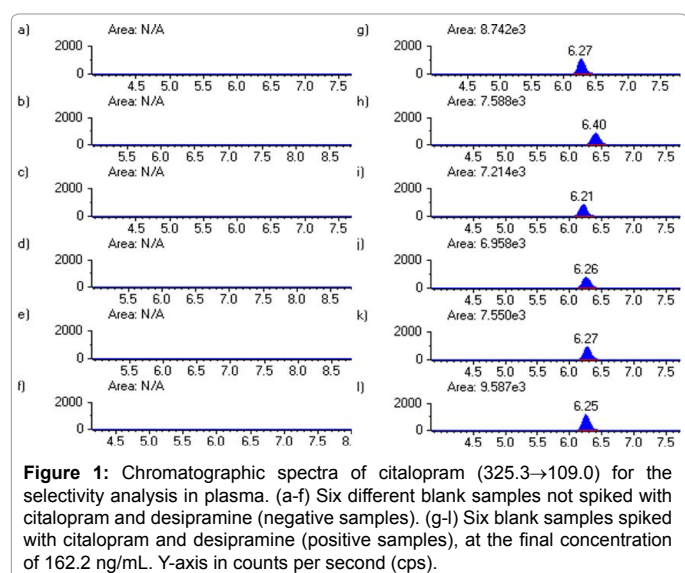 a)
Area: N/A
2000
0
4.5 5.0 5.5 6.0 6.5 7.0 7.5
b)
Area: N/A
2000
0
5.5 6.0 6.5 7.0 7.5 8.0 8.5
c)
Area: N/A
2000
0
4.5 5.0 5.5 6.0 6.5 7.0 7.5
d)
Area: N/A
2000
0
5.5 6.0 6.5 7.0 7.5 8.0 8.5
e)
Area: N/A
2000
0
5.5 6.0 6.5 7.0 7.5 8.0 8.5
f)
Area: N/A
2000
0
4.5 5.0 5.5 6.0 6.5 7.0 7.5 8.
g)
Area: 8.742e3
2000
6.27
0
4.5 5.0 5.5 6.0 6.5 7.0 7.5
h)
Area: 7.588e3
2000
6.40
0
4.5 5.0 5.5 6.0 6.5 7.0 7.5
i)
Area: 7.214e3
2000
6.21
0
4.5 5.0 5.5 6.0 6.5 7.0 7.5
j)
Area: 6.958e3
2000
6.26
0
4.5 5.0 5.5 6.0 6.5 7.0 7.5
k)
Area: 7.550e3
2000
6.27
0
4.5 5.0 5.5 6.0 6.5 7.0 7.5
l)
Area: 9.587e3
2000
6.25
0
4.5 5.0 5.5 6.0 6.5 7.0 7.5
Figure 1: Chromatographic spectra of citalopram (325.3→109.0) for the
selectivity analysis in plasma. (a-f) Six different blank samples not spiked with
citalopram and desipramine (negative samples). (g-l) Six blank samples spiked
with citalopram and desipramine (positive samples), at the final concentration
of 162.2 ng/mL. Y-axis in counts per second (cps).